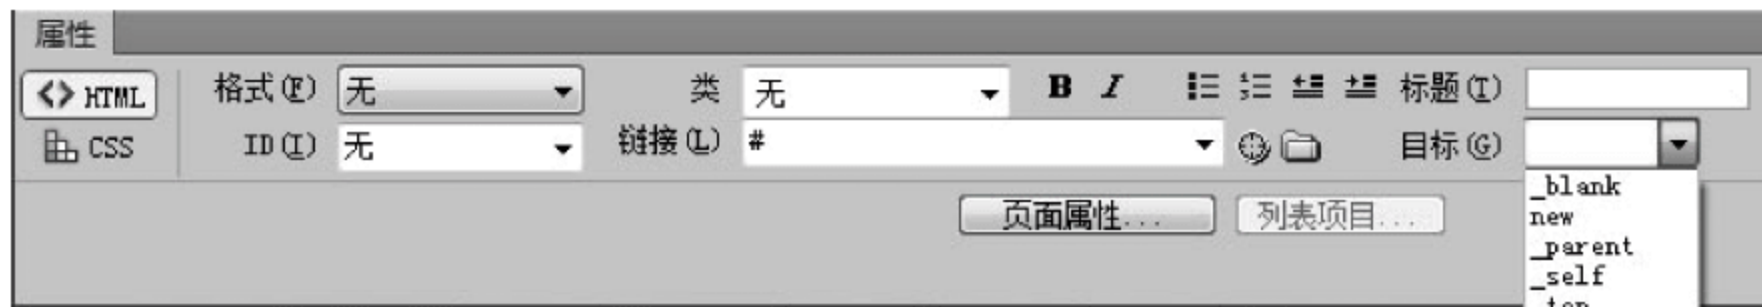 属性
<> HTML 格式(F) 无 类 无 B I 标题(T)
CSS ID(I) 无 链接(L) # 目标(G)
页面属性... 列表项目...
_blank
new
_parent
_self
_top